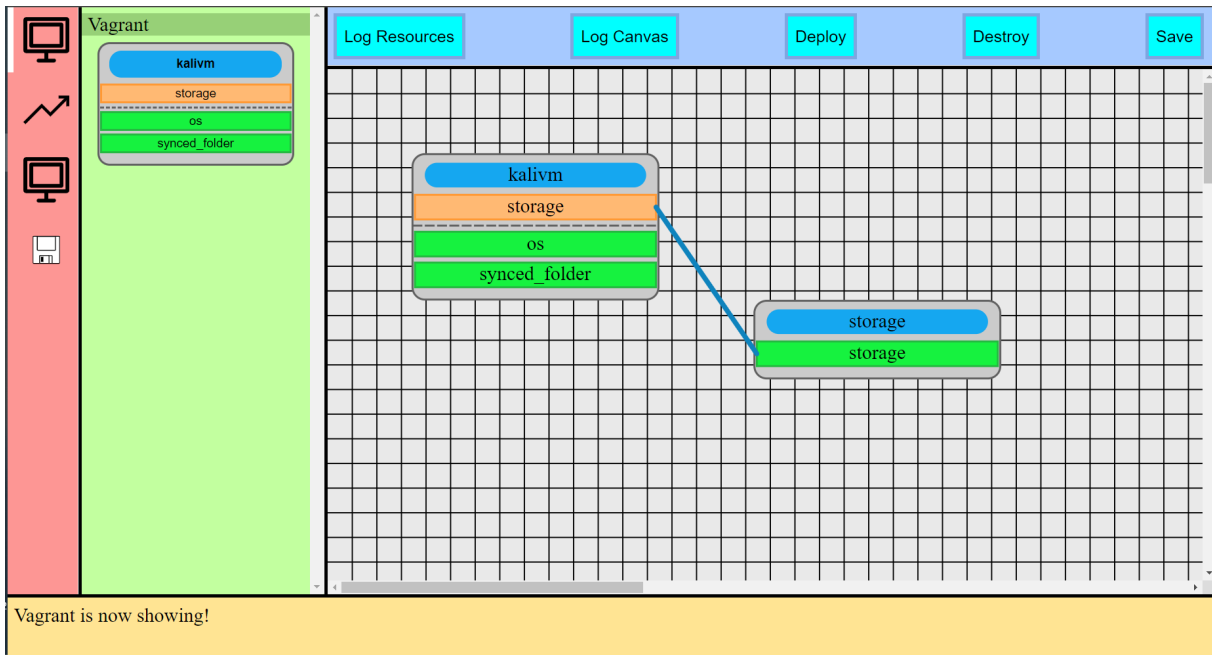 Vagrant
kalivm
storage
os
synced_folder
Log Resources
Log Canvas
Deploy
Destroy
Save
kalivm
storage
os
synced_folder
storage
storage
Vagrant is now showing!